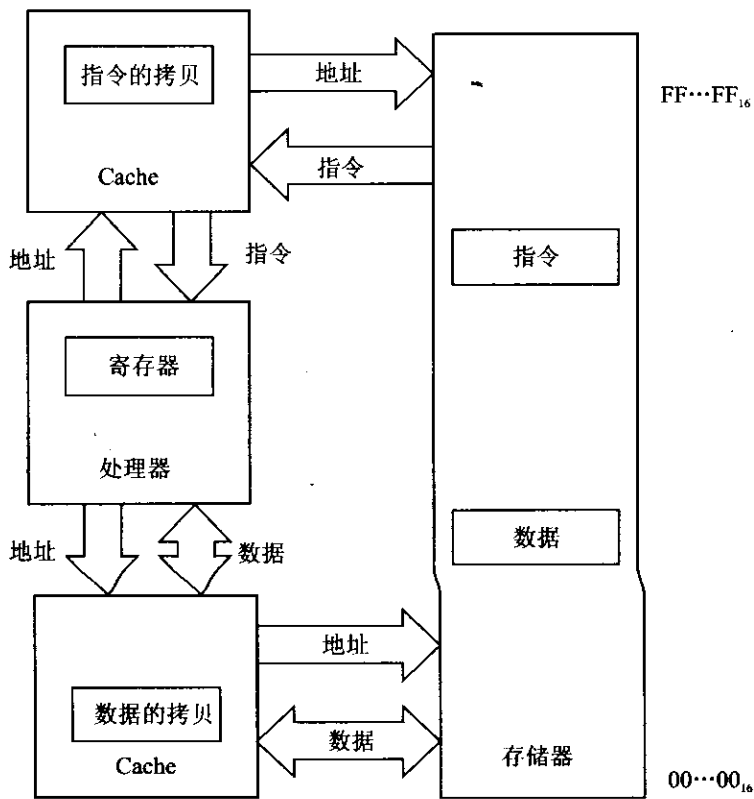 指令的拷贝
Cache
地址
指令
FF…FF₁₆
地址
指令
指令
寄存器
处理器
地址
数据
数据
地址
数据的拷贝
Cache
数据
存储器
00…00₁₆